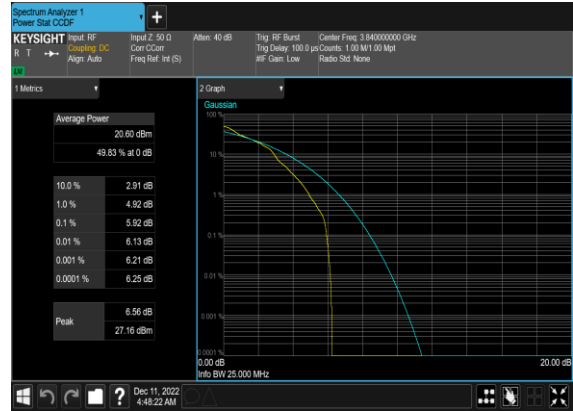 Spectrum Analyzer 1
Power Stat CCDF
KEYSIGHT
R T
LM
Input: RF
Coupling: DC
Align: Auto
Input Z: 50 Ω
Corr CCorr
Freq Ref: Int (S)
Atten: 40 dB
Trig: RF Burst
Trig Delay: 100.0 µs
#IF Gain: Low
Center Freq: 3.840000000 GHz
Counts: 1.00 M/1.00 Mpt
Radio Std: None
1 Metrics
Average Power
20.60 dBm
49.83 % at 0 dB
10.0 % 2.91 dB
1.0 % 4.92 dB
0.1 % 5.92 dB
0.01 % 6.13 dB
0.001 % 6.21 dB
0.0001 % 6.25 dB
Peak
6.56 dB
27.16 dBm
2 Graph
Gaussian
100 %
10 %
1 %
0.1 %
0.01 %
0.001 %
0.0001 %
0.00 dB 20.00 dB
Info BW 25.000 MHz
?
Dec 11, 2022
4:48:22 AM